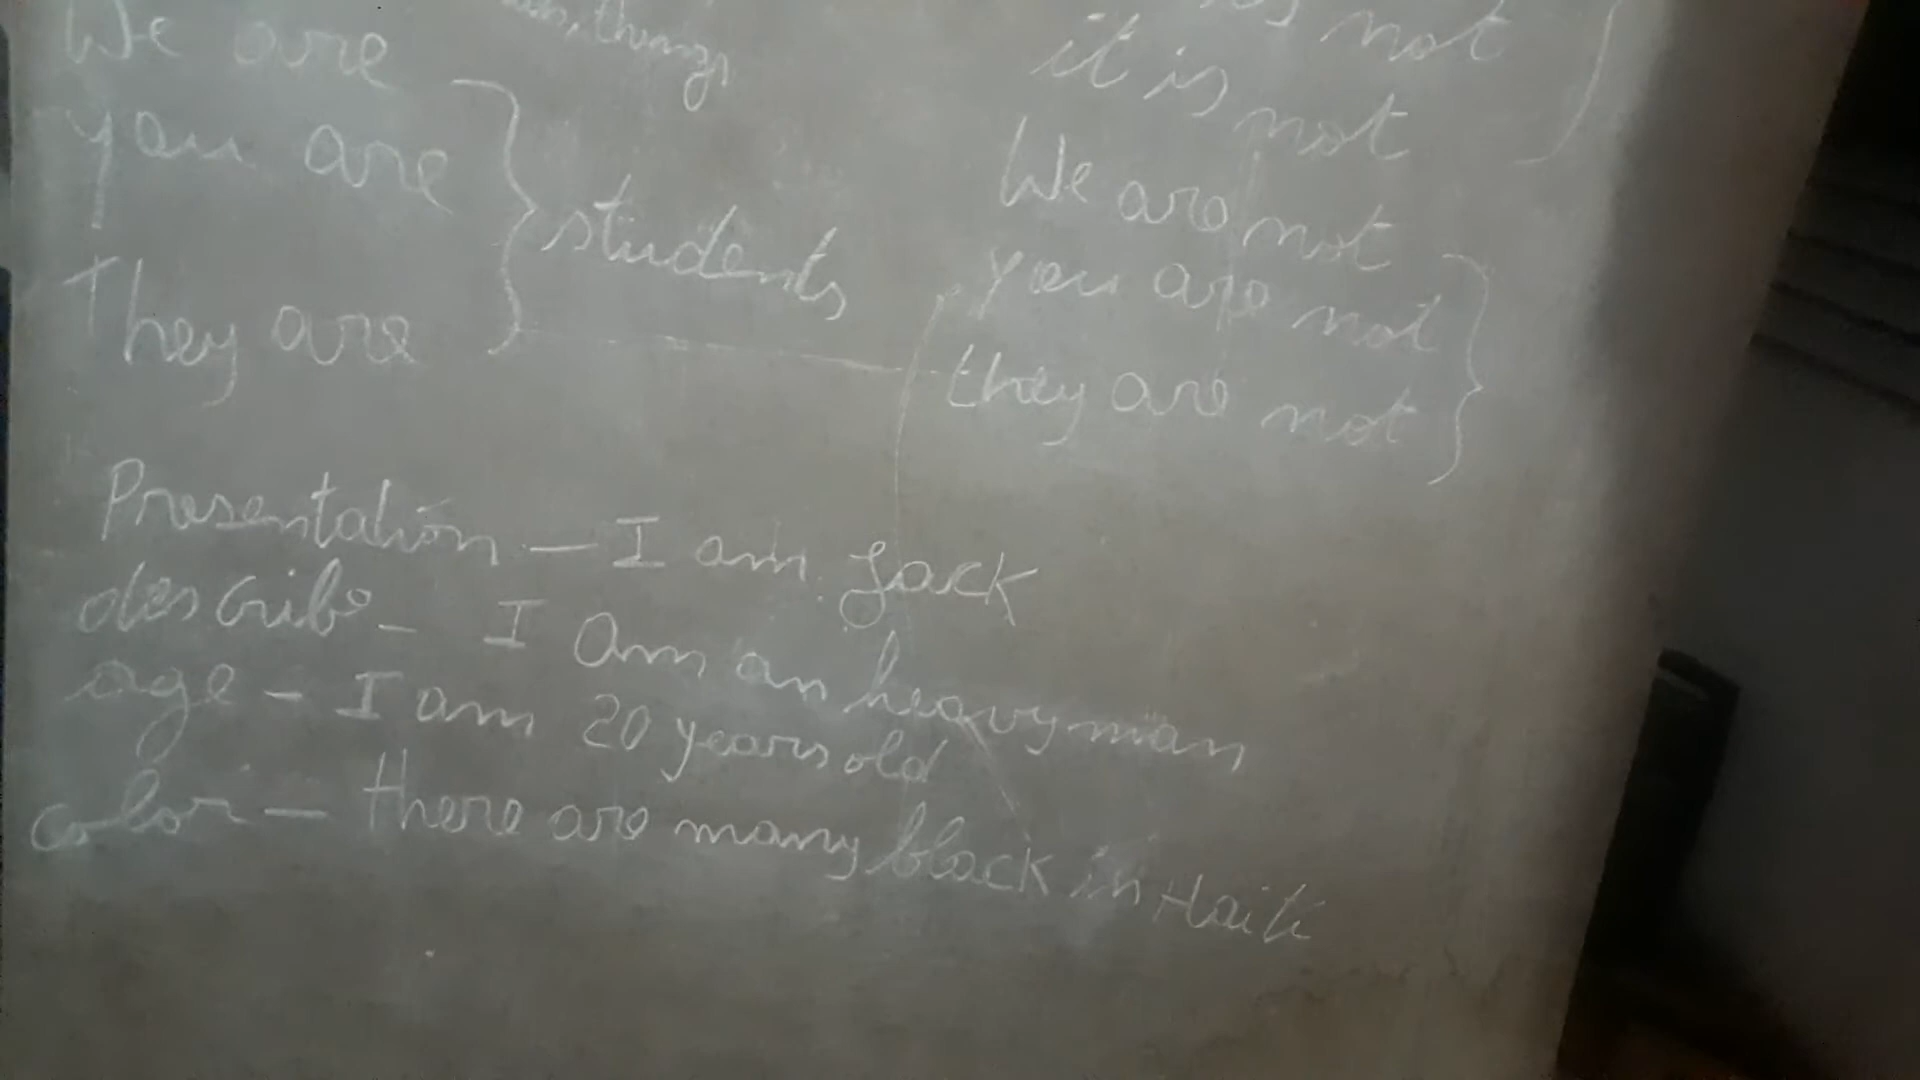 We are
you are
They are
students
things
not
it is not
We are not
you are not
they are not
Presentation — I am Jack
describe - I am an heavy man
age - I am 20 years old
color — there are many black in Haiti